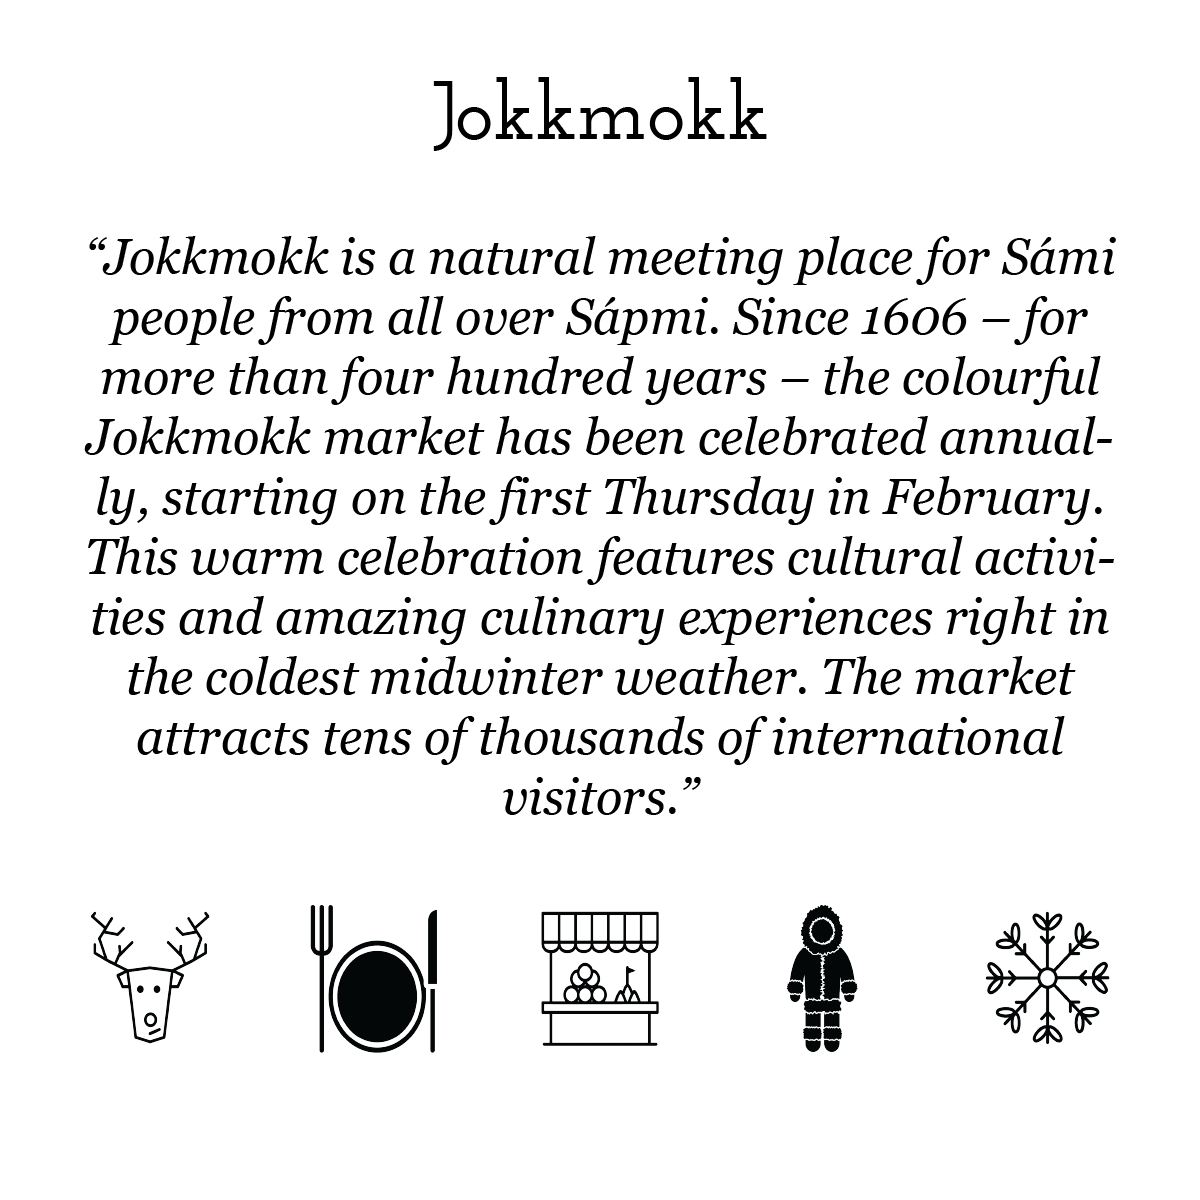 Jokkmokk
“Jokkmokk is a natural meeting place for Sámi
people from all over Sápmi. Since 1606 – for
more than four hundred years – the colourful
Jokkmokk market has been celebrated annual-
ly, starting on the first Thursday in February.
This warm celebration features cultural activi-
ties and amazing culinary experiences right in
the coldest midwinter weather. The market
attracts tens of thousands of international
visitors.”